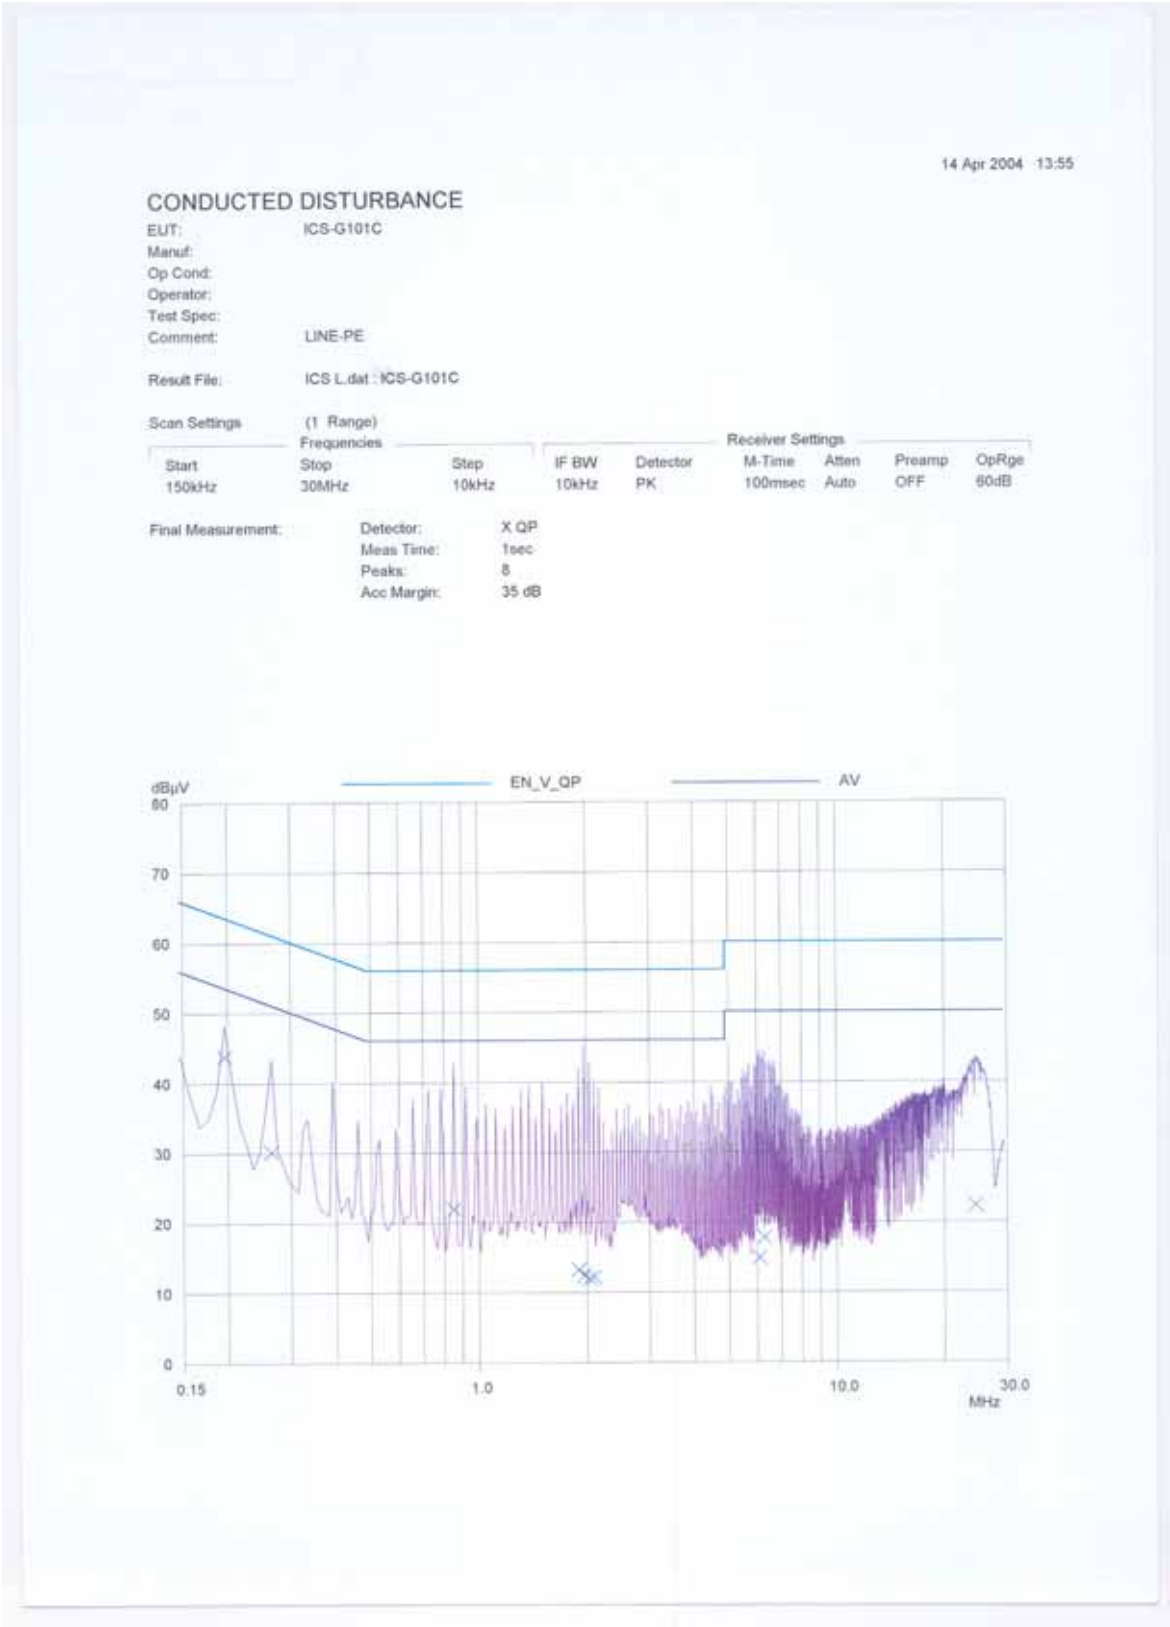 14 Apr 2004 13:55
CONDUCTED DISTURBANCE
EUT: ICS-G101C
Manuf:
Op Cond:
Operator:
Test Spec:
Comment: LINE-PE
Result File: ICS L.dat : ICS-G101C
Scan Settings (1 Range)
Frequencies Receiver Settings
Start Stop Step IF BW Detector M-Time Atten Preamp OpRge
150kHz 30MHz 10kHz 10kHz PK 100msec Auto OFF 60dB
Final Measurement: Detector: X QP
Meas Time: 1sec
Peaks: 8
Acc Margin: 35 dB
dBµV EN_V_QP AV
80
70
60
50
40
30
20
10
0
0.15 1.0 10.0 30.0
MHz